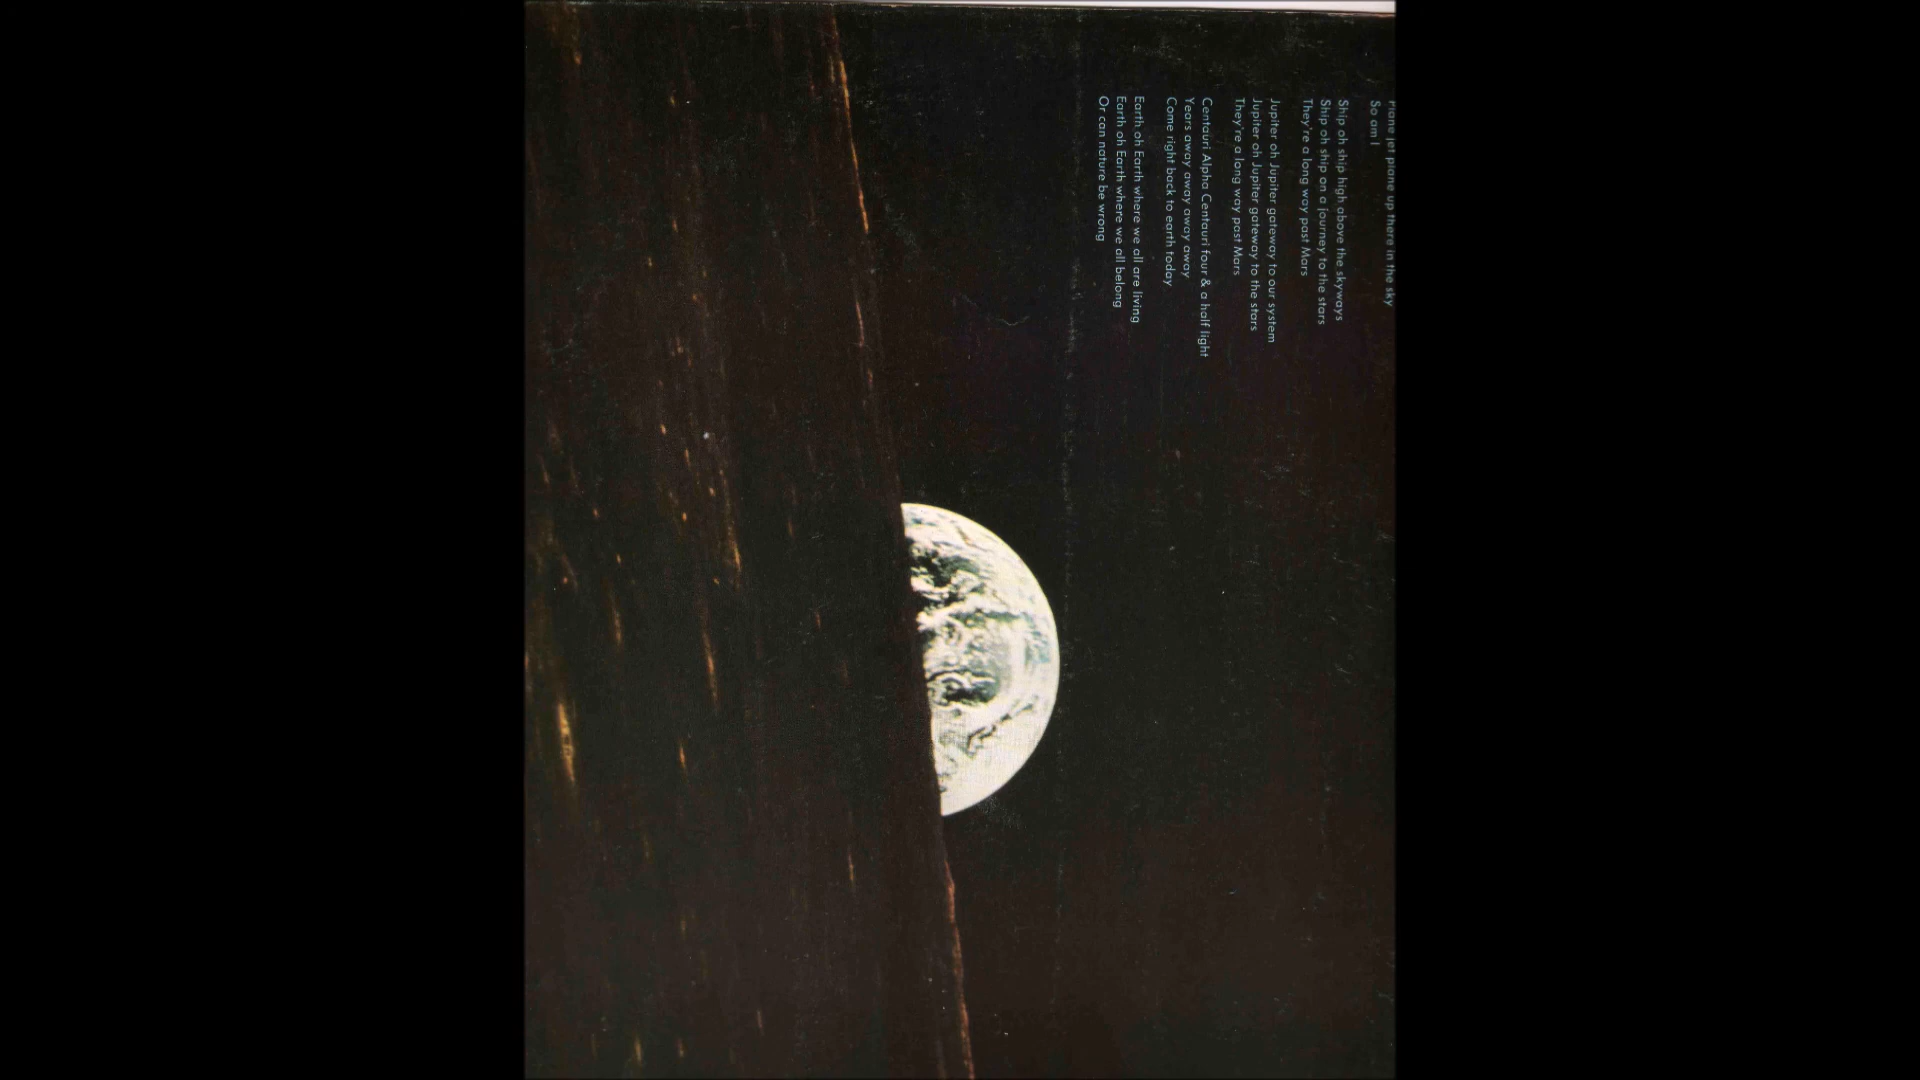 plane jet plane up there in the sky
So am I
Ship oh ship high above the skyways
Ship oh ship on a journey to the stars
They're a long way past Mars
Jupiter oh Jupiter gateway to our system
Jupiter oh Jupiter gateway to the stars
They're a long way past Mars
Centauri Alpha Centauri four & a half light
Years away away away away
Come right back to earth today
Earth oh Earth where we all are living
Earth oh Earth where we all belong
Or can nature be wrong